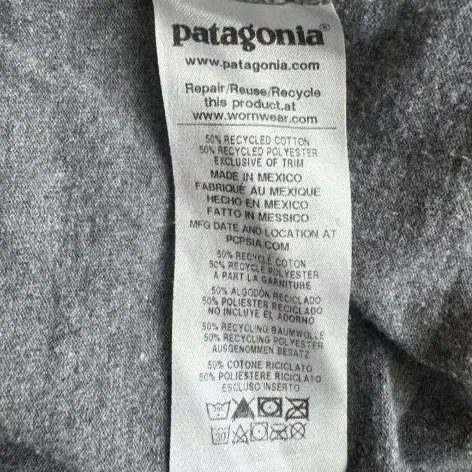 patagonia®
www.patagonia.com
Repair/Reuse/Recycle
this product.at
www.wornwear.com
50% RECYCLED COTTON
50% RECYCLED POLYESTER
EXCLUSIVE OF TRIM
MADE IN MEXICO
FABRIQUÉ AU MEXIQUE
HECHO EN MEXICO
FATTO IN MESSICO
MFG DATE AND LOCATION AT
PCPSIA.COM
50% RECYCLÉ COTON
50% RECYCLÉ POLYESTER
À PART LA GARNITURE
50% ALGODÓN RECICLADO
50% POLIESTER RECICLADO
NO INCLUYE EL ADORNO
50% RECYCLING BAUMWOLLE
50% RECYCLING POLYESTER
AUSGENOMMEN BESATZ
50% COTONE RICICLATO
50% POLIESTERE RICICLATO
ESCLUSO INSERTO